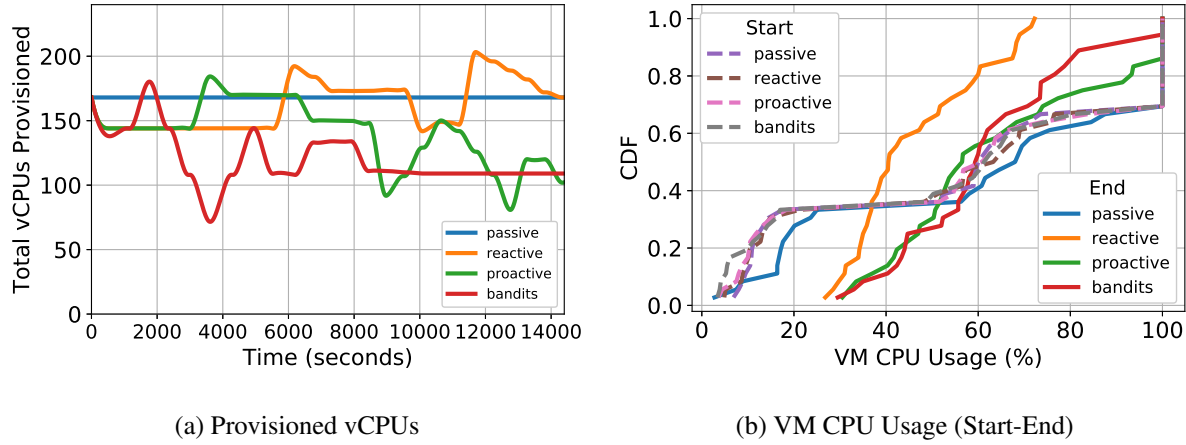 Total vCPUs Provisioned
200
150
100
50
0
0 2000 4000 6000 8000 10000 12000 14000
Time (seconds)
passive
reactive
proactive
bandits
(a) Provisioned vCPUs
CDF
1.0
0.8
0.6
0.4
0.2
0.0
0 20 40 60 80 100
VM CPU Usage (%)
Start
passive
reactive
proactive
bandits
End
passive
reactive
proactive
bandits
(b) VM CPU Usage (Start-End)